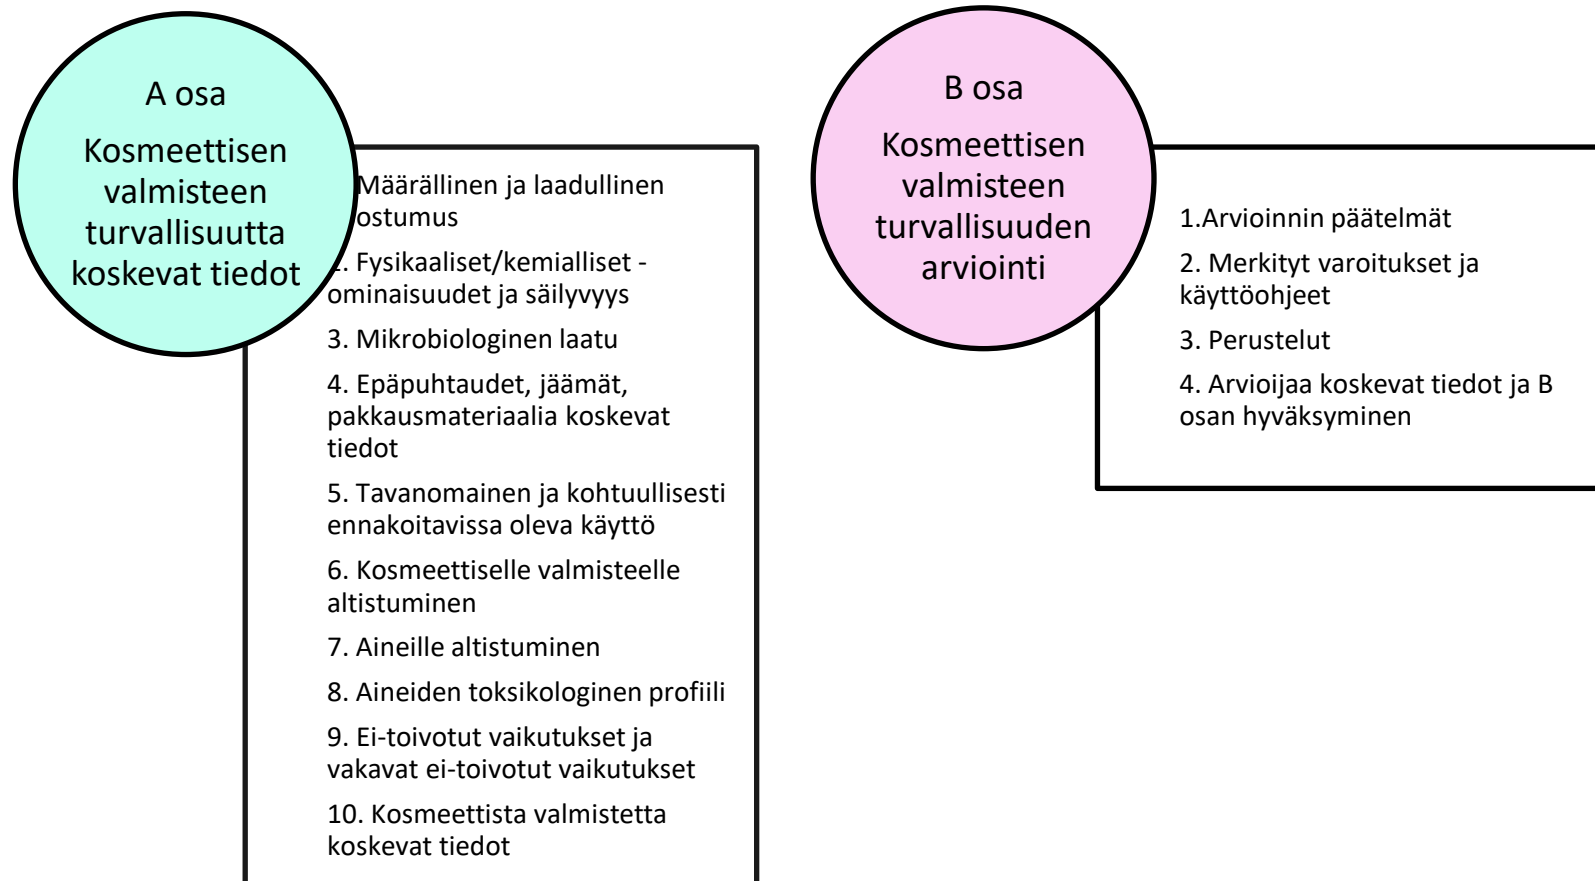 A osa
Kosmeettisen
valmisteen
turvallisuutta
koskevat tiedot
Määrällinen ja laadullinen
ostumus
. Fysikaaliset/kemialliset -
ominaisuudet ja säilyvyys
3. Mikrobiologinen laatu
4. Epäpuhtaudet, jäämät,
pakkausmateriaalia koskevat
tiedot
5. Tavanomainen ja kohtuullisesti
ennakoitavissa oleva käyttö
6. Kosmeettiselle valmisteelle
altistuminen
7. Aineille altistuminen
8. Aineiden toksikologinen profiili
9. Ei-toivotut vaikutukset ja
vakavat ei-toivotut vaikutukset
10. Kosmeettista valmistetta
koskevat tiedot
B osa
Kosmeettisen
valmisteen
turvallisuuden
arviointi
1.Arvioinnin päätelmät
2. Merkityt varoitukset ja
käyttöohjeet
3. Perustelut
4. Arvioijaa koskevat tiedot ja B
osan hyväksyminen